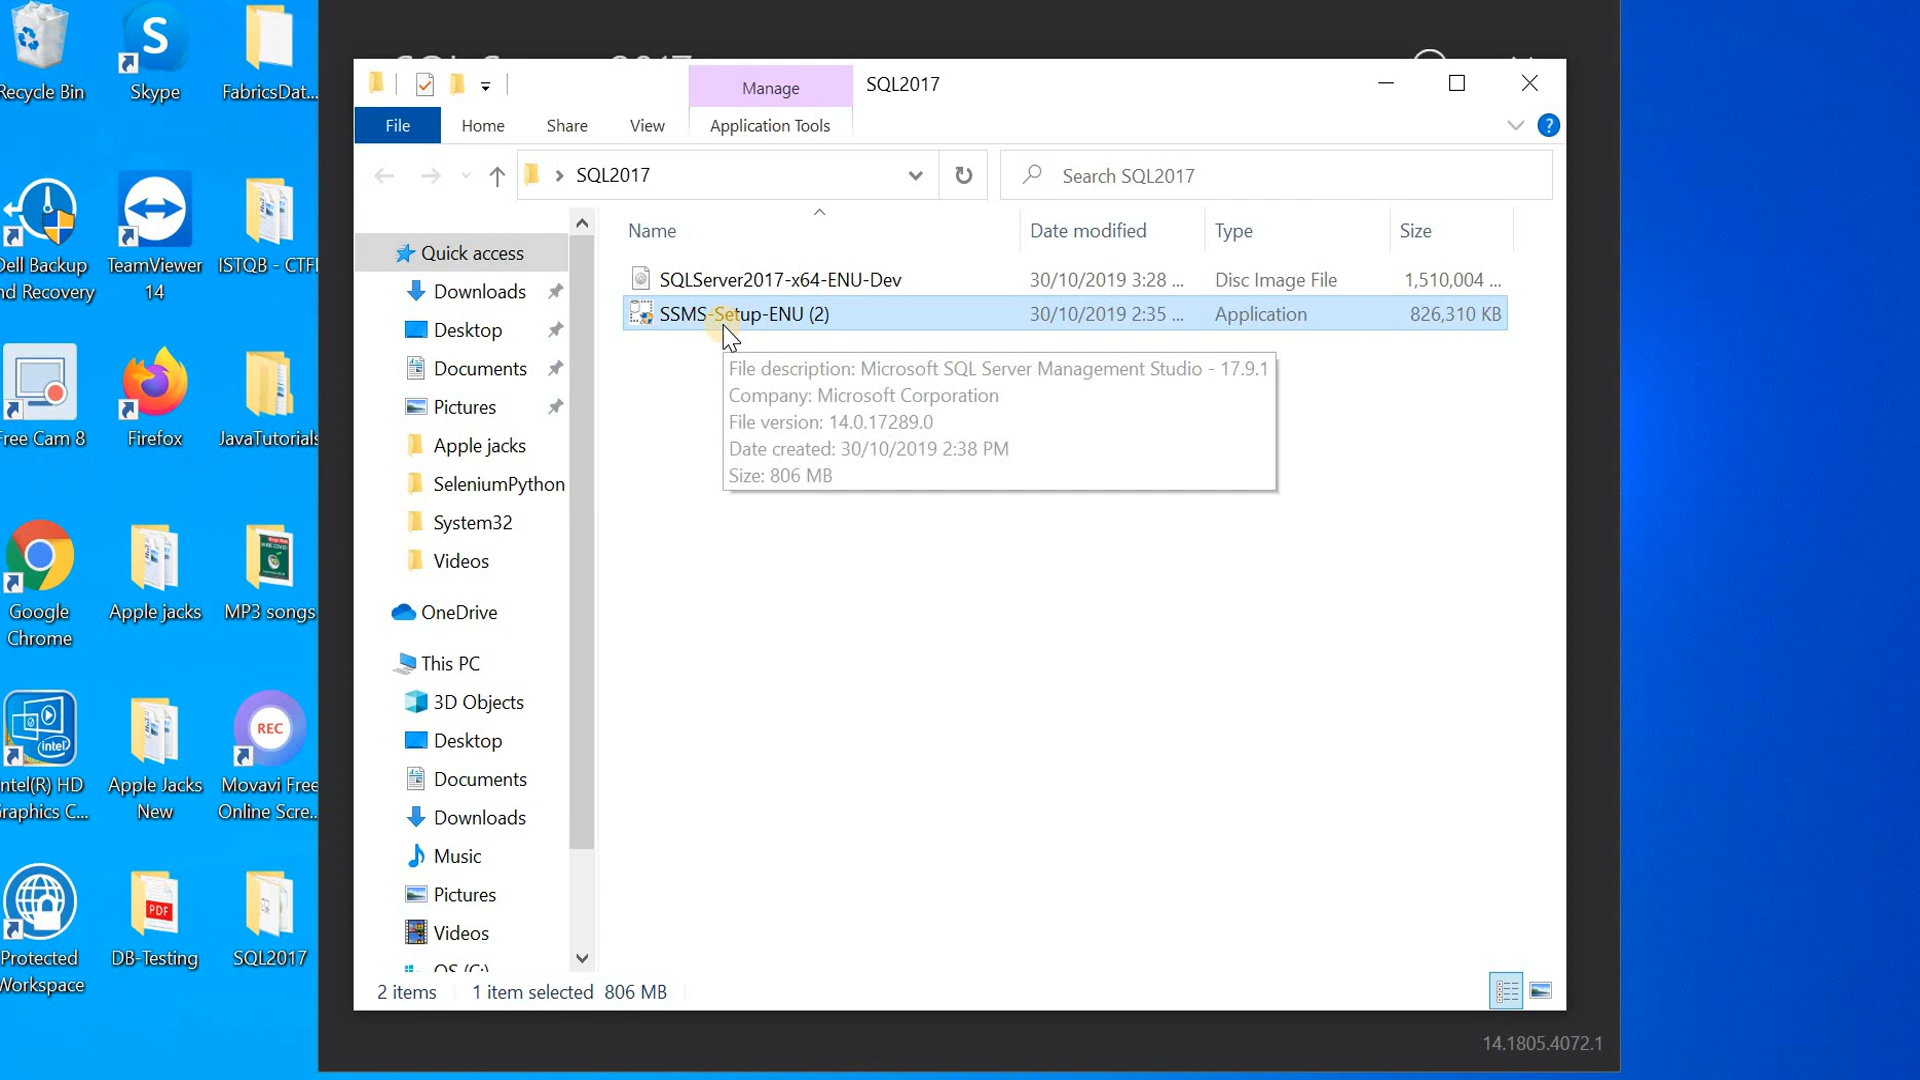 Recycle Bin
Skype
FabricsDat...
Dell Backup
nd Recovery
TeamViewer
14
ISTQB - CTFL
Free Cam 8
Firefox
JavaTutorials
Google
Chrome
Apple jacks
MP3 songs
intel
REC
ntel(R) HD
raphics C...
Apple Jacks
New
Movavi Free
Online Scre...
PDF
Protected
Workspace
DB-Testing
SQL2017
Manage
SQL2017
File
Home
Share
View
Application Tools
?
SQL2017
Search SQL2017
Quick access
Downloads
Desktop
Documents
Pictures
Apple jacks
SeleniumPython
System32
Videos
OneDrive
This PC
3D Objects
Desktop
Documents
Downloads
Music
Pictures
Videos
OS (C:)
Name
Date modified
Type
Size
SQLServer2017-x64-ENU-Dev
30/10/2019 3:28 ...
Disc Image File
1,510,004 ...
SSMS-Setup-ENU (2)
30/10/2019 2:35 ...
Application
826,310 KB
File description: Microsoft SQL Server Management Studio - 17.9.1
Company: Microsoft Corporation
File version: 14.0.17289.0
Date created: 30/10/2019 2:38 PM
Size: 806 MB
2 items
1 item selected 806 MB
14.1805.4072.1